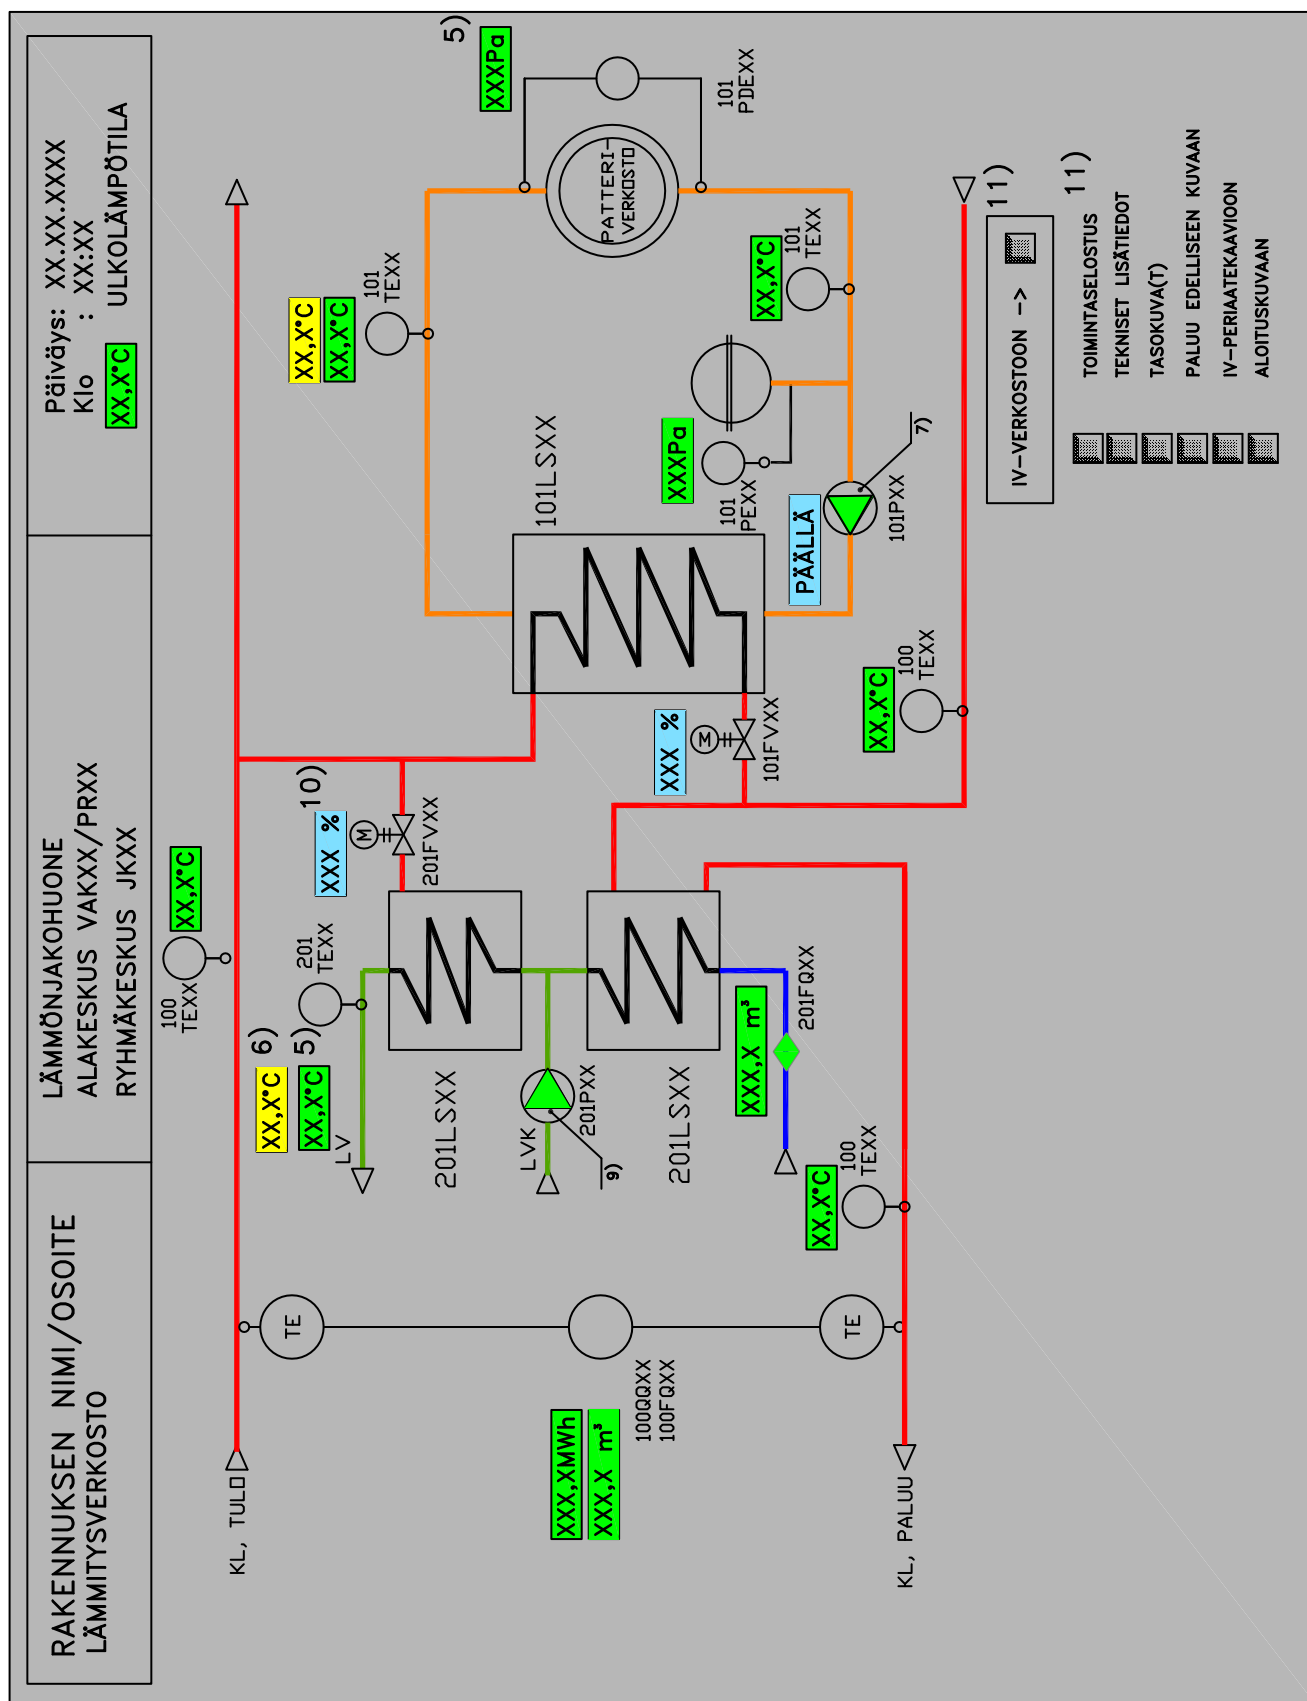 RAKENNUKSEN NIMI/OSOITE
LÄMMITYSVERKOSTO
LÄMMÖNJAKOHUONE
ALAKESKUS VAKXX/PRXX
RYHMÄKESKUS JKXX
Päiväys: XX.XX.XXXX
Klo : XX:XX
XX,X°C ULKOLÄMPÖTILA
KL, TULO
100
TEXX
XX,X°C
TE
XXX,XMWh
XXX,X m³
100QQXX
100FQXX
TE
KL, PALUU
XX,X°C 6)
XX,X°C 5)
LV
201
TEXX
XXX %
10)
M
201FVXX
201LSXX
LVK
201PXX
9)
201LSXX
XXX,X m³
201FQXX
XX,X°C
100
TEXX
XX,X°C
XX,X°C
101
TEXX
101LSXX
5)
XXXPa
101
PDEXX
PATTERI-
VERKOSTO
XX,X°C
101
TEXX
XXXPa
101
PEXX
PÄÄLLÄ
101PXX
7)
XXX %
M
101FVXX
XX,X°C
100
TEXX
11)
IV-VERKOSTOON ->
11)
TOIMINTASELOSTUS
TEKNISET LISÄTIEDOT
TASOKUVA(T)
PALUU EDELLISEEN KUVAAN
IV-PERIAATEKAAVIOON
ALOITUSKUVAAN